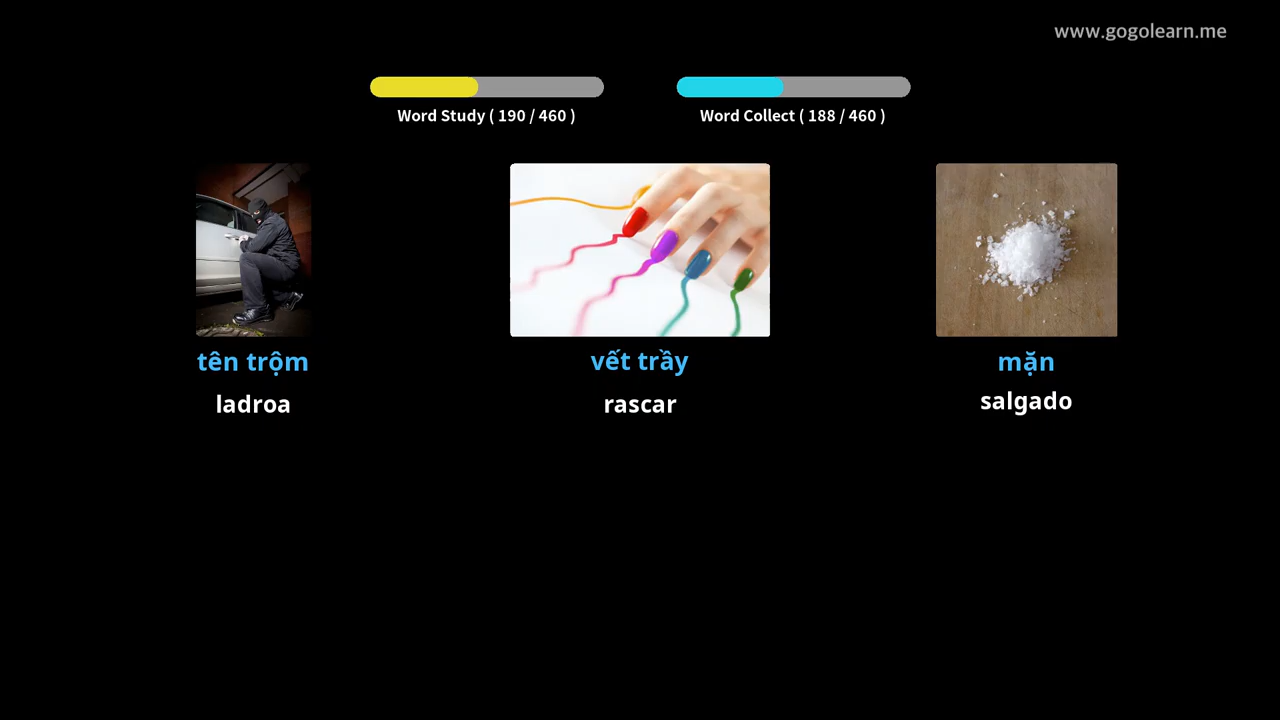 www.gogolearn.me
Word Study ( 190 / 460 )
Word Collect ( 188 / 460 )
tên trộm
ladroa
vết trầy
rascar
mặn
salgado